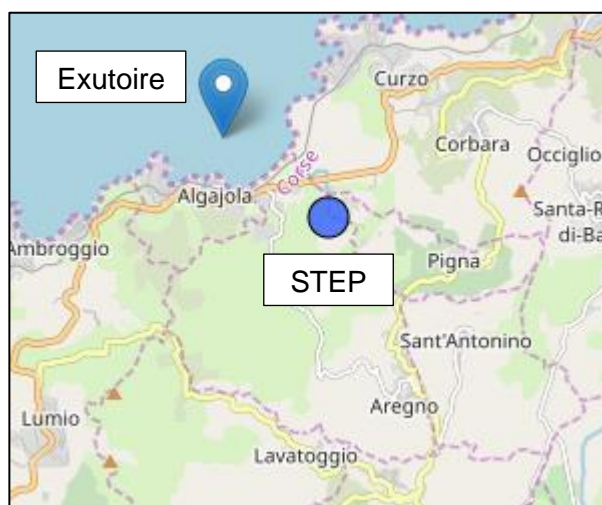 Exutoire
Curzo
Corbara
Occiglio
Corse
Algajola
Santa-R
di-Ba
Ambroggio
Pigna
STEP
Sant'Antonino
Aregno
Lumio
Lavatoggio